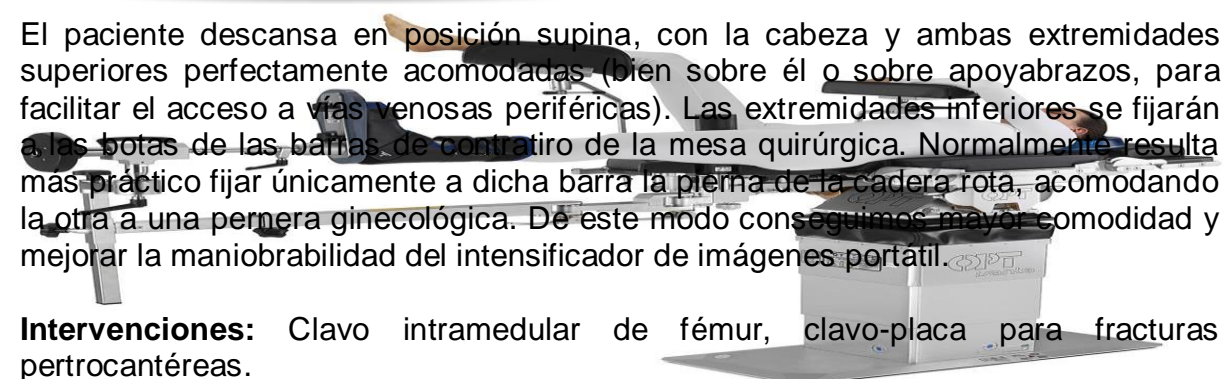 El paciente descansa en posición supina, con la cabeza y ambas extremidades
superiores perfectamente acomodadas (bien sobre él o sobre apoyabrazos, para
facilitar el acceso a vías venosas periféricas). Las extremidades inferiores se fijarán
a las botas de las barras de contratiro de la mesa quirúrgica. Normalmente resulta
más práctico fijar únicamente a dicha barra la pierna de la cadera rota, acomodando
la otra a una pernera ginecológica. De este modo conseguimos mayor comodidad y
mejorar la maniobrabilidad del intensificador de imágenes portátil.
OPT
Intervenciones: Clavo intramedular de fémur, clavo-placa para fracturas
pertrocantéreas.